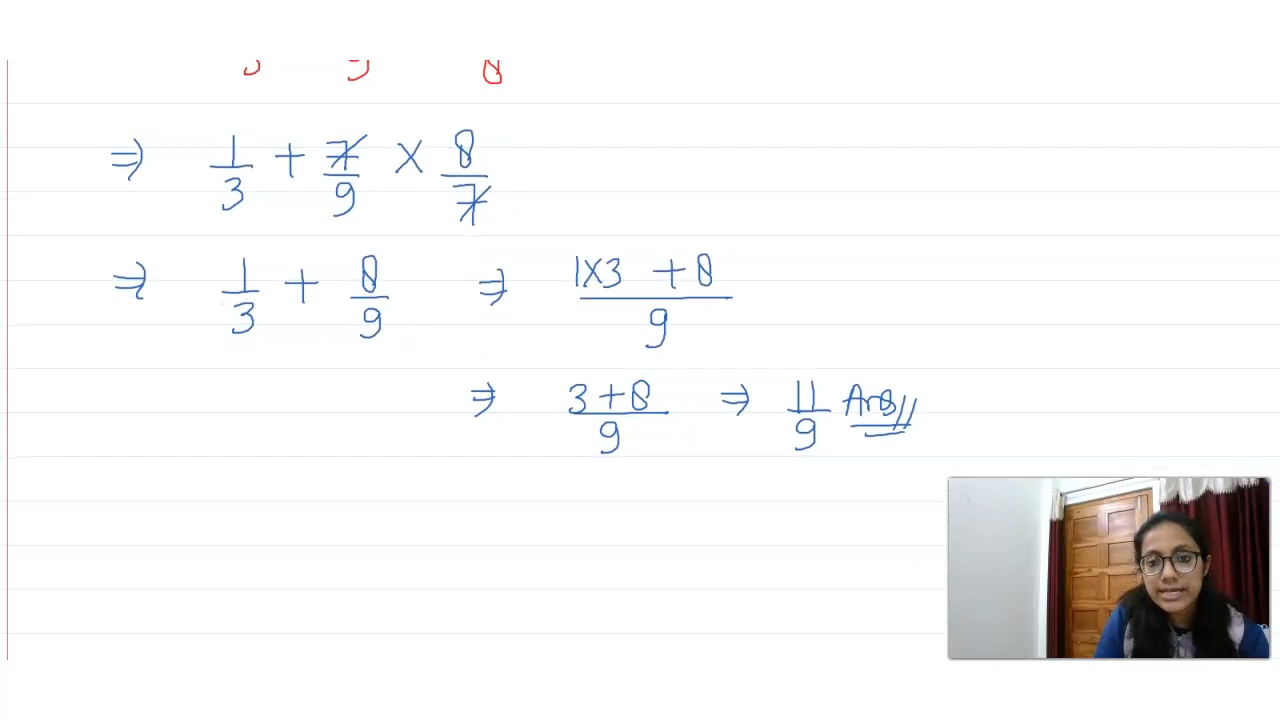 ⇒ 1/3 + 7/9 × 8/7
⇒ 1/3 + 8/9 ⇒ (1×3 + 8)/9
⇒ (3+8)/9 ⇒ 11/9 Ans//